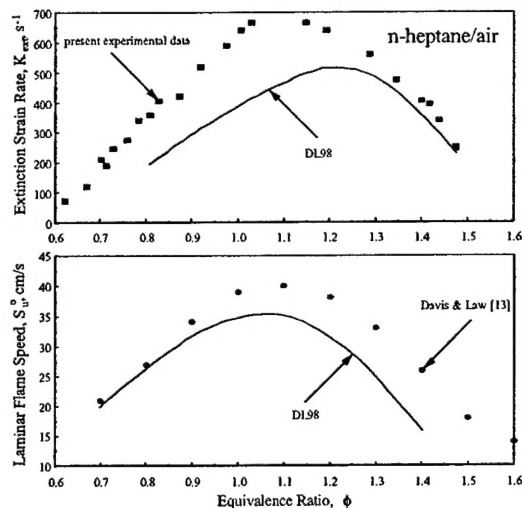 n-heptane/air
Extinction Strain Rate, K ext, s-1
700
600
500
400
300
200
100
0
present experimental data
DL98
0.6 0.7 0.8 0.9 1.0 1.1 1.2 1.3 1.4 1.5 1.6
Laminar Flame Speed, S u o, cm/s
45
40
35
30
25
20
15
10
Davis & Law [13]
DL98
0.6 0.7 0.8 0.9 1.0 1.1 1.2 1.3 1.4 1.5 1.6
Equivalence Ratio, ϕ